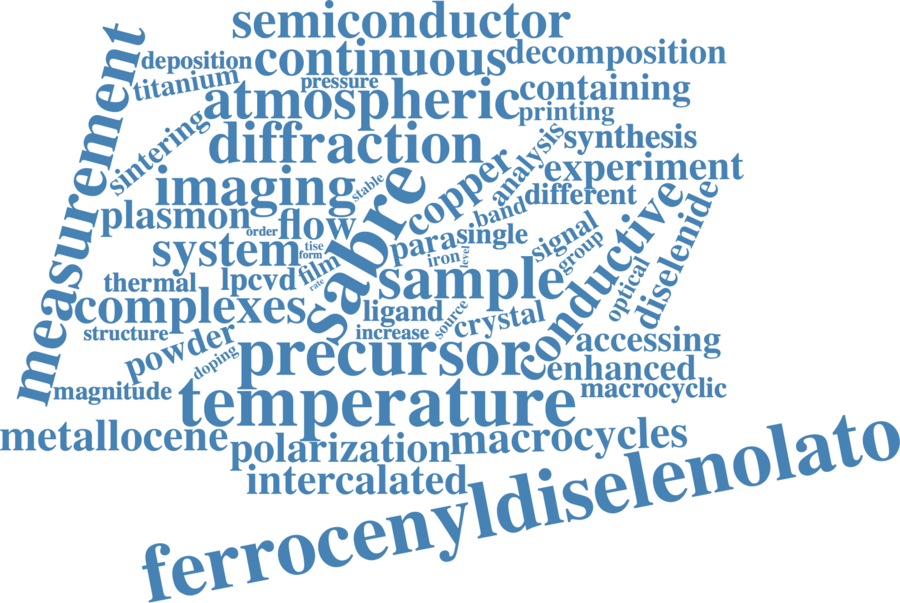 semiconductor
measurement
deposition
continuous
decomposition
titanium
pressure
containing
atmospheric
printing
sintering
diffraction
analysis
synthesis
imaging
stable
copper
experiment
different
plasmon
order
flow
sabre
band
conductive
diselenide
system
tise
form
para
single
signal
group
iron
level
thermal
lpcvd
film
rate
sample
optical
complexes
ligand
source
crystal
structure
increase
powder
doping
precursor
accessing
enhanced
magnitude
temperature
macrocyclic
metallocene
polarization
macrocycles
intercalated
ferrocenyldiselenolato